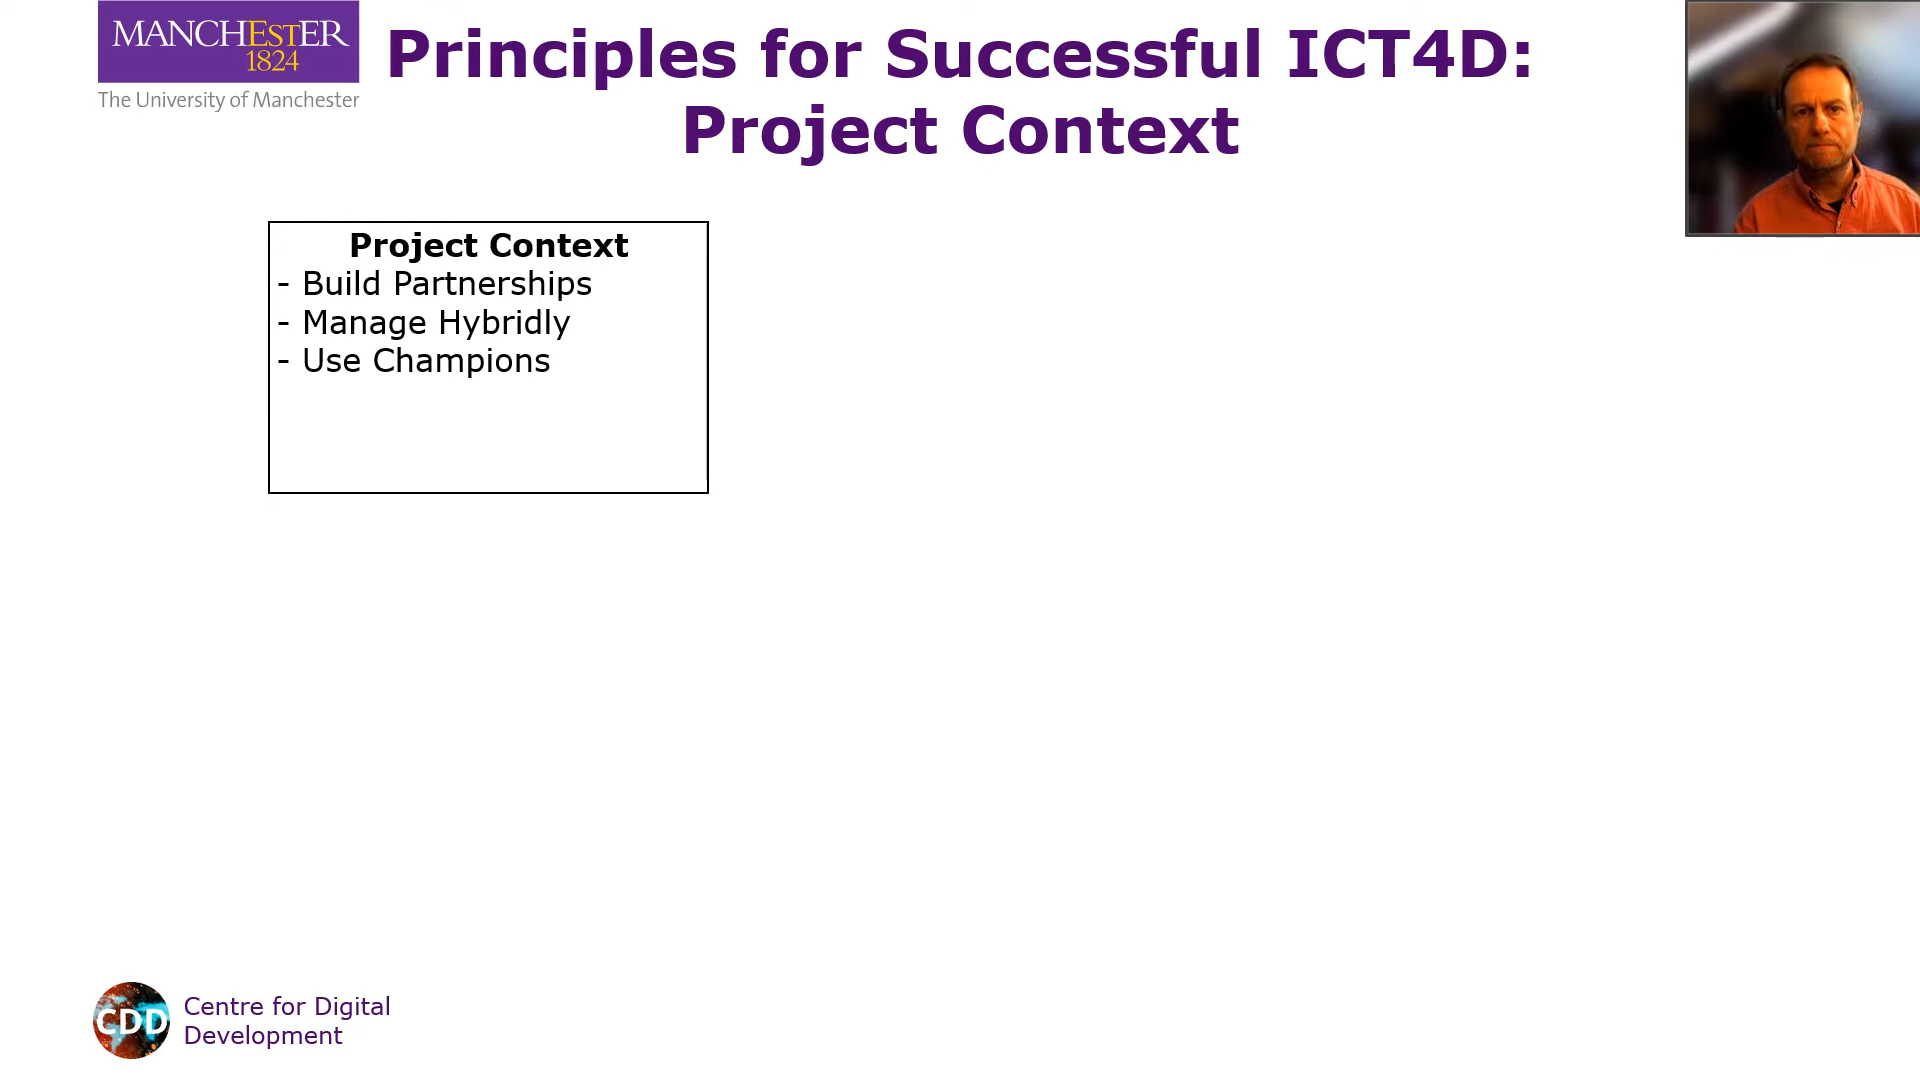 MANCHESTER
1824
The University of Manchester
Principles for Successful ICT4D:
Project Context
Project Context
- Build Partnerships
- Manage Hybridly
- Use Champions
CDD
Centre for Digital
Development